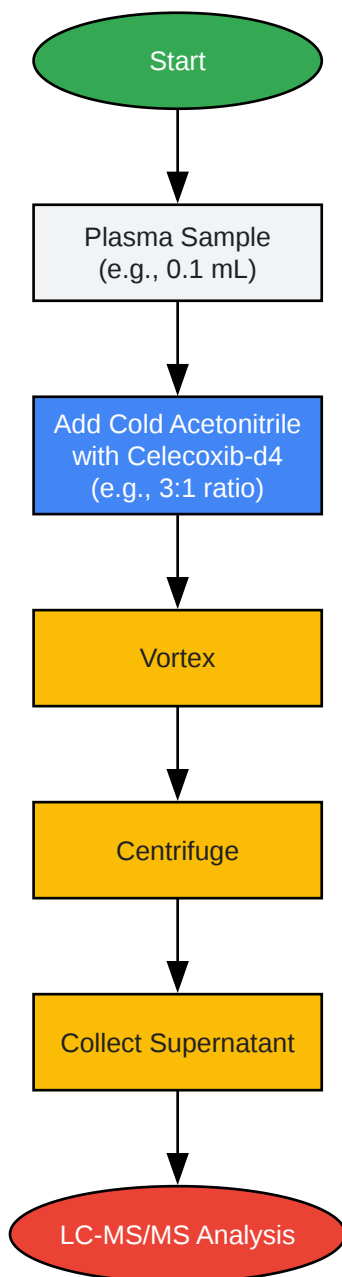 Start
Plasma Sample
(e.g., 0.1 mL)
Add Cold Acetonitrile
with Celecoxib-d4
(e.g., 3:1 ratio)
Vortex
Centrifuge
Collect Supernatant
LC-MS/MS Analysis